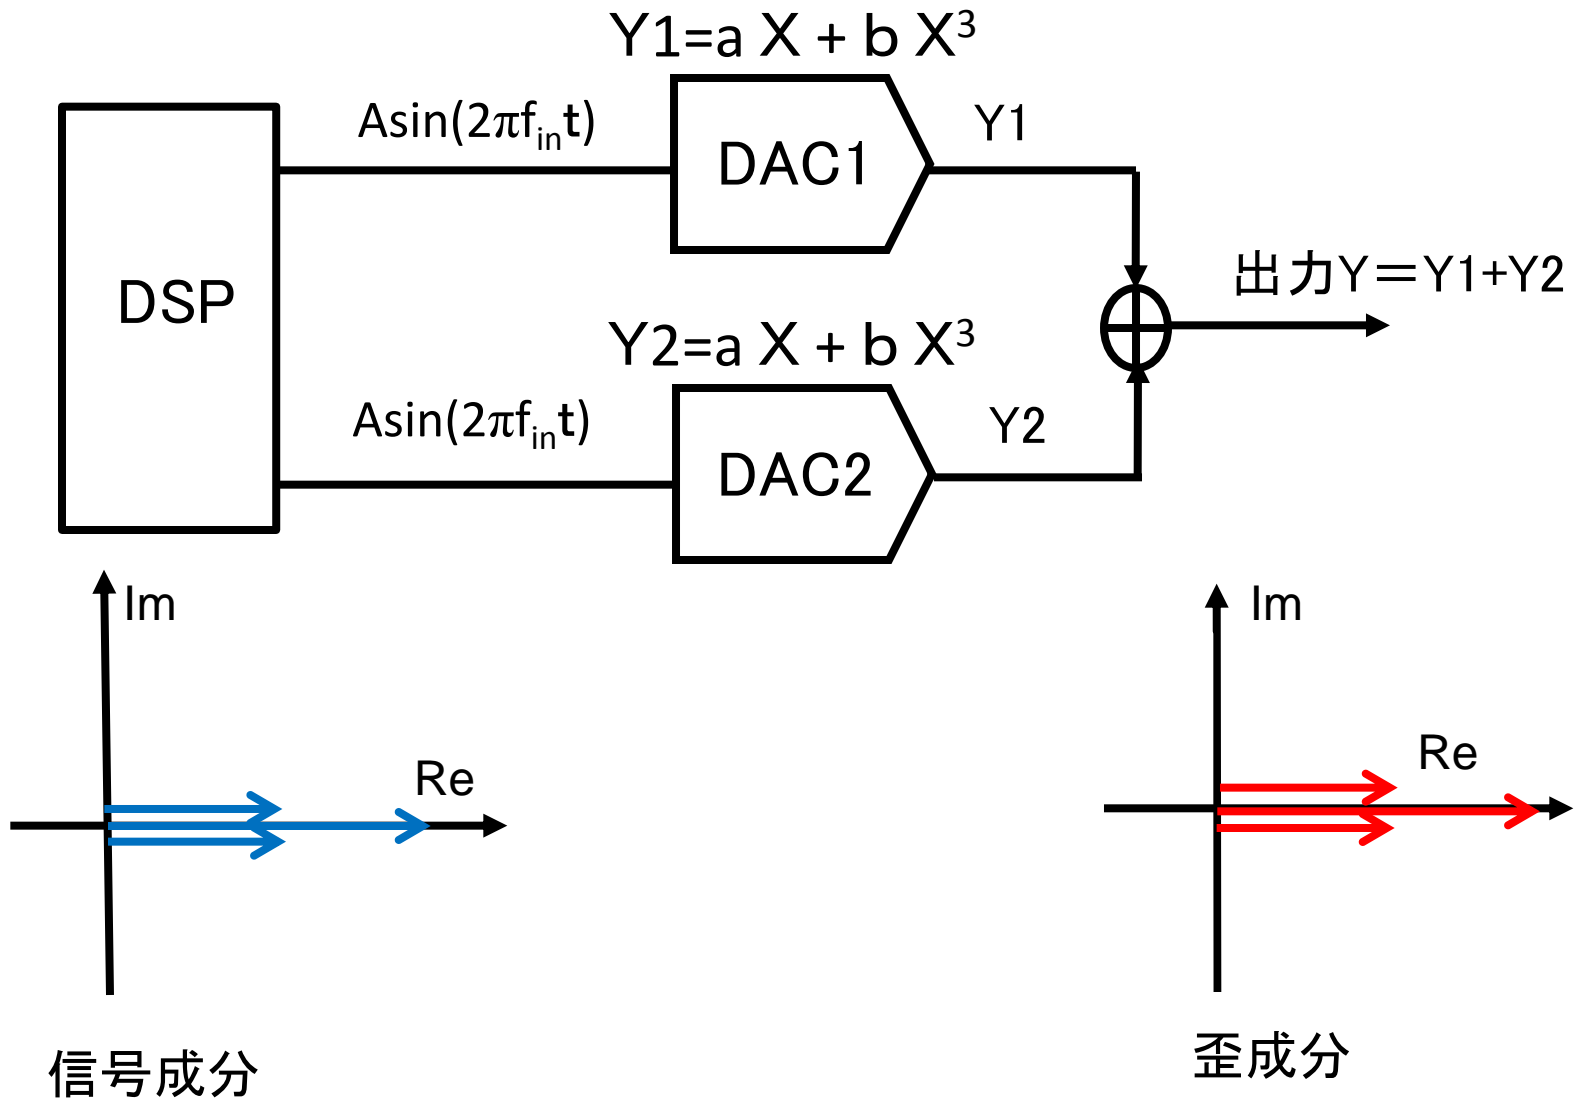 Y1=a X + b X³
Asin(2πf_in t)
DAC1
Y1
DSP
出力Y=Y1+Y2
Y2=a X + b X³
Asin(2πf_in t)
DAC2
Y2
Im
Re
信号成分
Im
Re
歪成分